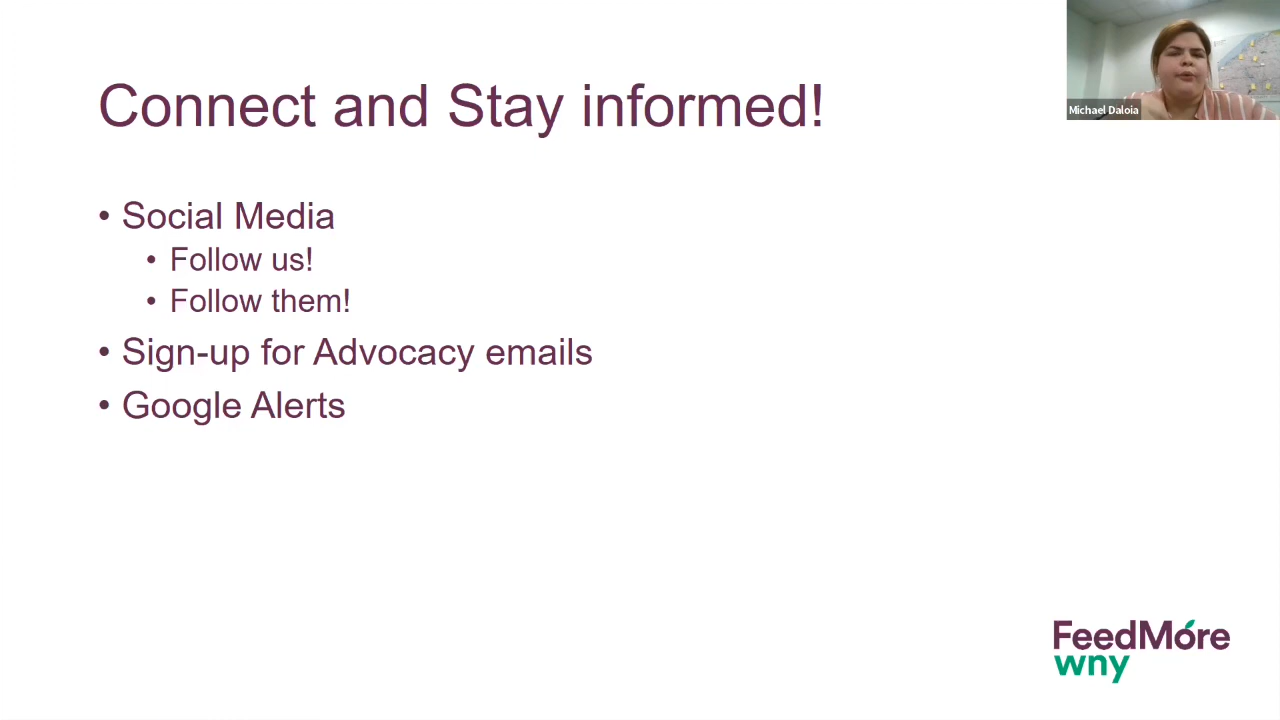 Connect and Stay informed!
Michael Daloia
• Social Media
• Follow us!
• Follow them!
• Sign-up for Advocacy emails
• Google Alerts
FeedMore
wny